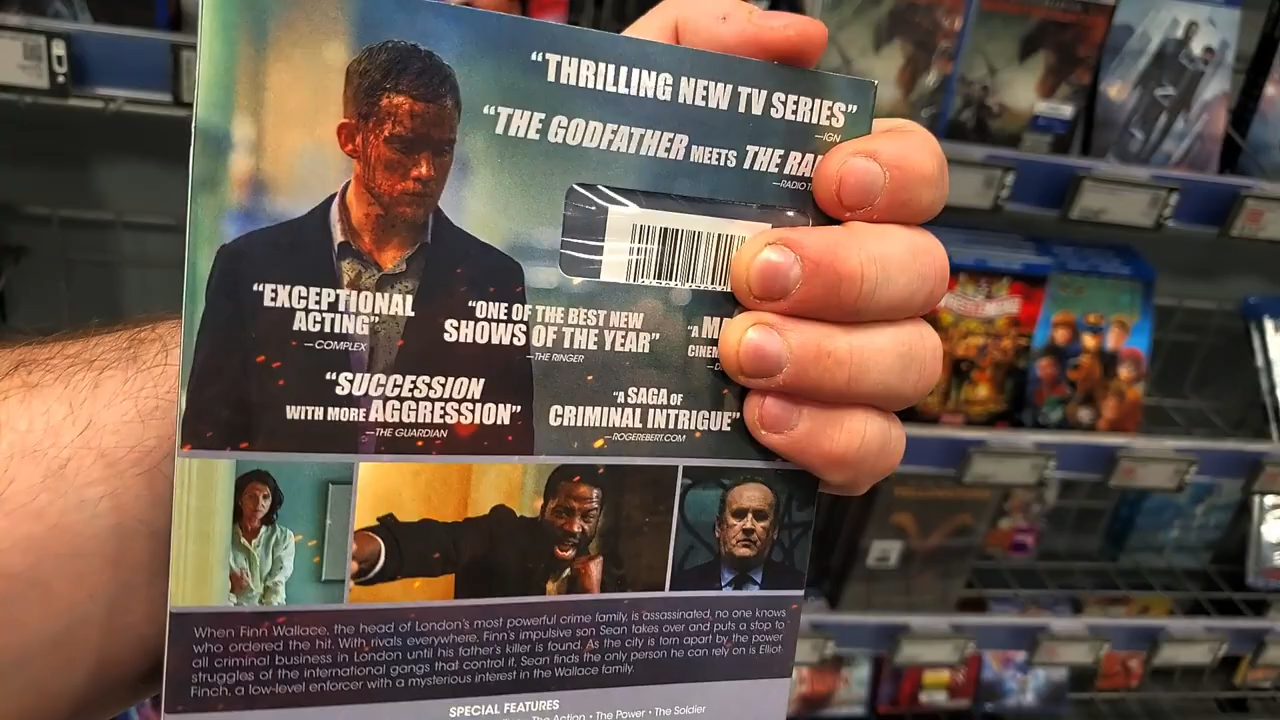 “THRILLING NEW TV SERIES”
—IGN
“THE GODFATHER MEETS THE
—RADIO
“EXCEPTIONAL
ACTING”
—COMPLEX
“ONE OF THE BEST NEW
SHOWS OF THE YEAR”
—THE RINGER
“A
“SUCCESSION
WITH MORE AGGRESSION”
—THE GUARDIAN
“A SAGA OF
CRIMINAL INTRIGUE”
—ROGEREBERT.COM
When Finn Wallace, the head of London's most powerful crime family, is assassinated, no one knows
who ordered the hit. With rivals everywhere, Finn's impulsive son Sean takes over and puts a stop to
all criminal business in London until his father's killer is found. As the city is torn apart by the power
struggles of the international gangs that control it, Sean finds the only person he can rely on is Elliot
Finch, a low-level enforcer with a mysterious interest in the Wallace family.
SPECIAL FEATURES
The Action • The Power • The Soldier